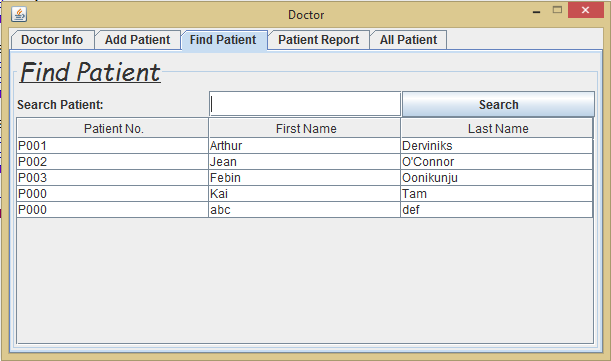 Doctor
Doctor Info Add Patient Find Patient Patient Report All Patient
Find Patient
Search Patient: Search
Patient No. First Name Last Name
P001 Arthur Derviniks
P002 Jean O'Connor
P003 Febin Oonikunju
P000 Kai Tam
P000 abc def